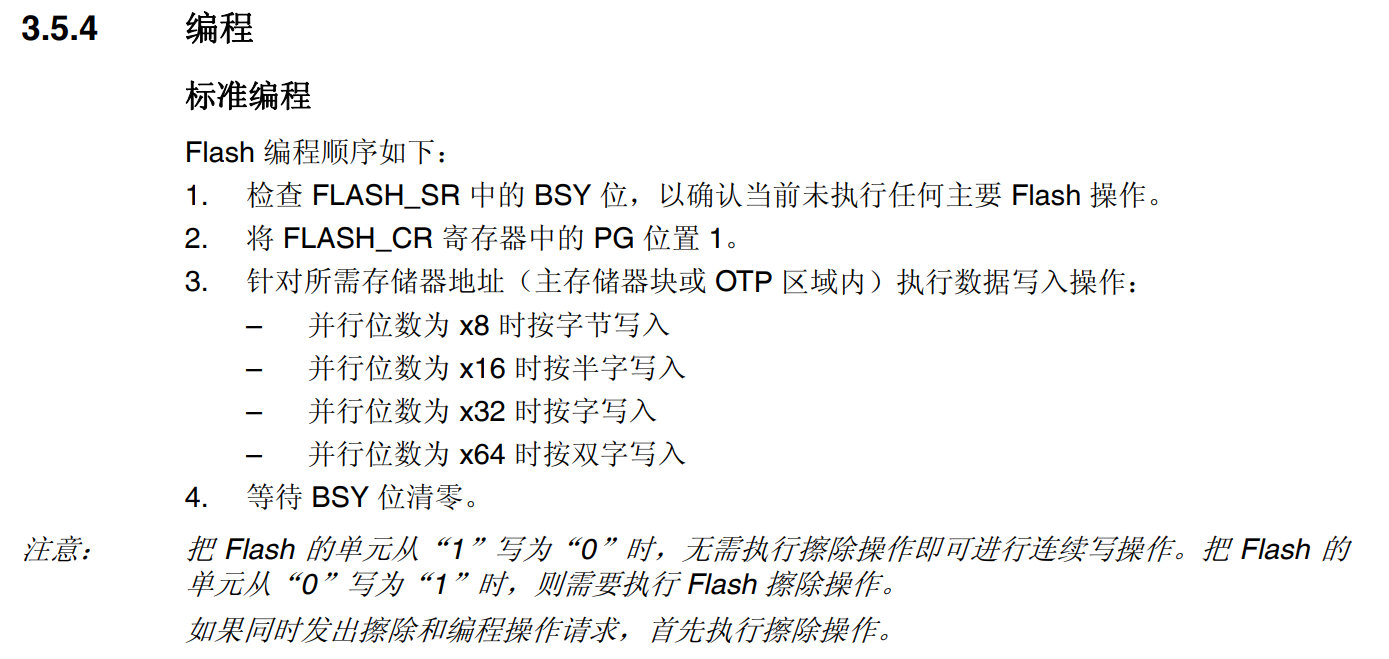 3.5.4 编程
标准编程
Flash 编程顺序如下：
1. 检查 FLASH_SR 中的 BSY 位，以确认当前未执行任何主要 Flash 操作。
2. 将 FLASH_CR 寄存器中的 PG 位置 1。
3. 针对所需存储器地址（主存储器块或 OTP 区域内）执行数据写入操作：
– 并行位数为 x8 时按字节写入
– 并行位数为 x16 时按半字写入
– 并行位数为 x32 时按字写入
– 并行位数为 x64 时按双字写入
4. 等待 BSY 位清零。
注意： 把 Flash 的单元从“1”写为“0”时，无需执行擦除操作即可进行连续写操作。把 Flash 的
单元从“0”写为“1”时，则需要执行 Flash 擦除操作。
如果同时发出擦除和编程操作请求，首先执行擦除操作。